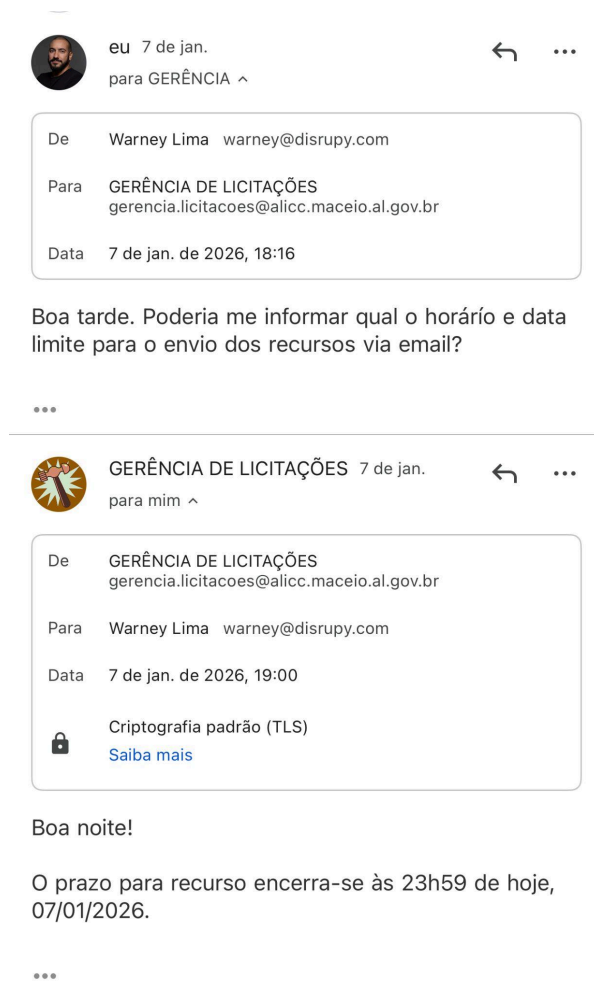 eu 7 de jan.
para GERÊNCIA
De Warney Lima warney@disrupy.com
Para GERÊNCIA DE LICITAÇÕES
gerencia.licitacoes@alicc.maceio.al.gov.br
Data 7 de jan. de 2026, 18:16
Boa tarde. Poderia me informar qual o horárío e data
limite para o envio dos recursos via email?
GERÊNCIA DE LICITAÇÕES 7 de jan.
para mim
De GERÊNCIA DE LICITAÇÕES
gerencia.licitacoes@alicc.maceio.al.gov.br
Para Warney Lima warney@disrupy.com
Data 7 de jan. de 2026, 19:00
Criptografia padrão (TLS)
Saiba mais
Boa noite!
O prazo para recurso encerra-se às 23h59 de hoje,
07/01/2026.